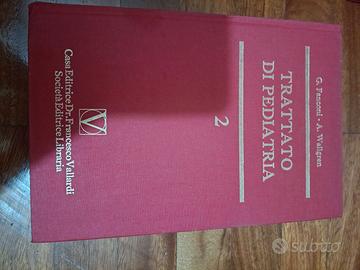 G. Fanconi - A. Wallgren
TRATTATO
DI PEDIATRIA
2
V
Casa Editrice Dr. Francesco Vallardi
Società Editrice Libraria
subito